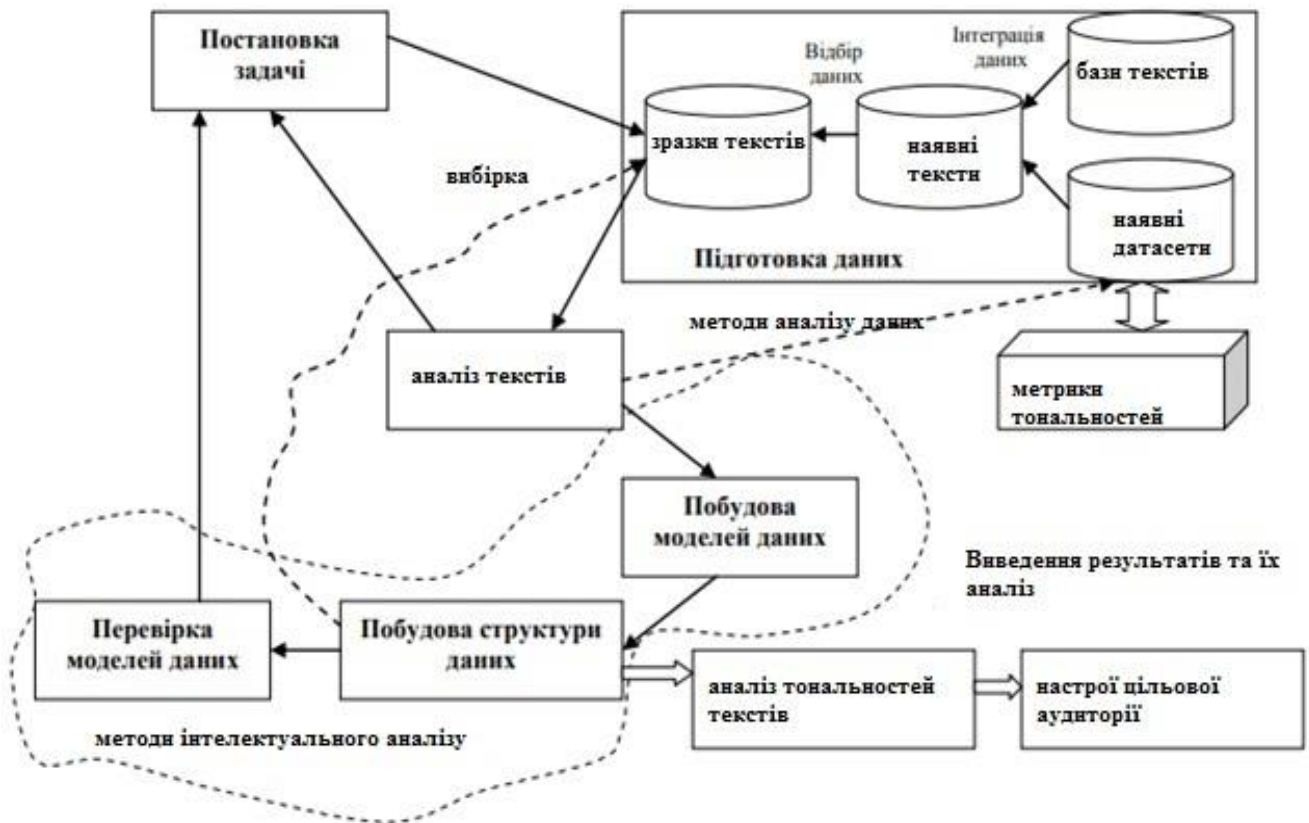 Постановка
задачі
Відбір
даних
Інтеграція
даних
бази текстів
зразки текстів
наявні
тексти
наявні
датасети
Підготовка даних
вибірка
методи аналізу даних
аналіз текстів
метрики
тональностей
Побудова
моделей даних
Виведення результатів та їх
аналіз
Перевірка
моделей даних
Побудова структури
даних
аналіз тональностей
текстів
настрої цільової
аудиторії
методи інтелектуального аналізу